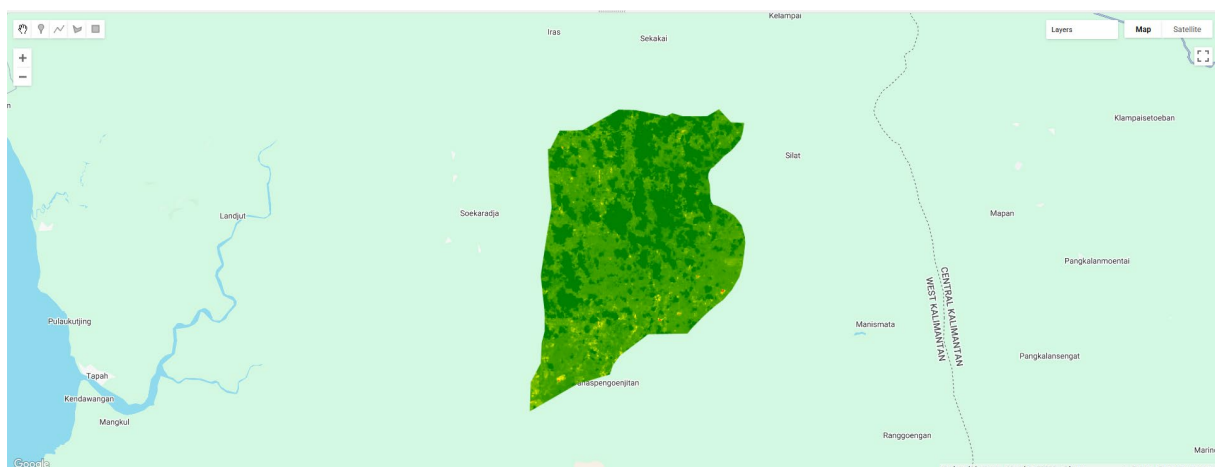 Kelampai
Iras
Sekakai
Layers
Map
Satellite
Klampaisetoeban
Silat
Landjut
Soekaradja
Mapan
Pangkalanmoentai
CENTRAL KALIMANTAN
WEST KALIMANTAN
Pulaukutjing
Manismata
Pangkalansengat
Tapah
Kendawangan
Mangkul
Ranggoengan
Google